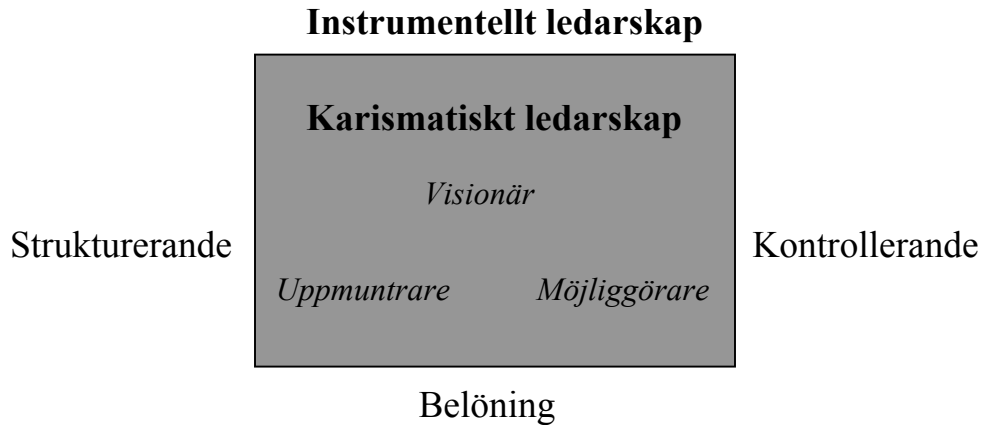 Instrumentellt ledarskap
Karismatiskt ledarskap
Visionär
Strukturerande
Kontrollerande
Uppmuntrare
Möjliggörare
Belöning